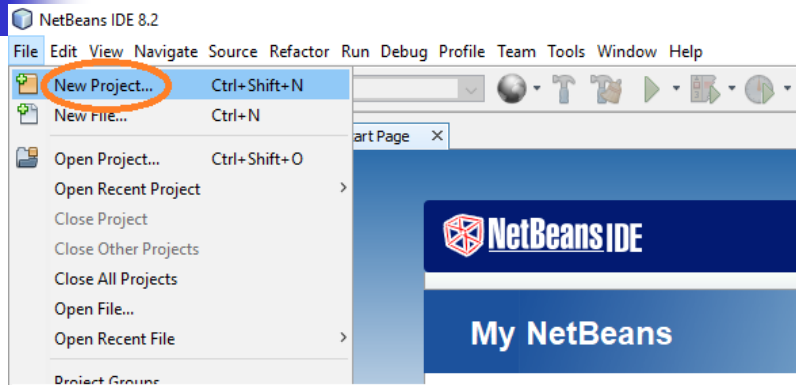 NetBeans IDE 8.2
File Edit View Navigate Source Refactor Run Debug Profile Team Tools Window Help
New Project... Ctrl+Shift+N
New File... Ctrl+N
art Page ×
Open Project... Ctrl+Shift+O
Open Recent Project >
Close Project
Close Other Projects
NetBeans IDE
Close All Projects
Open File...
Open Recent File >
My NetBeans
Project Groups